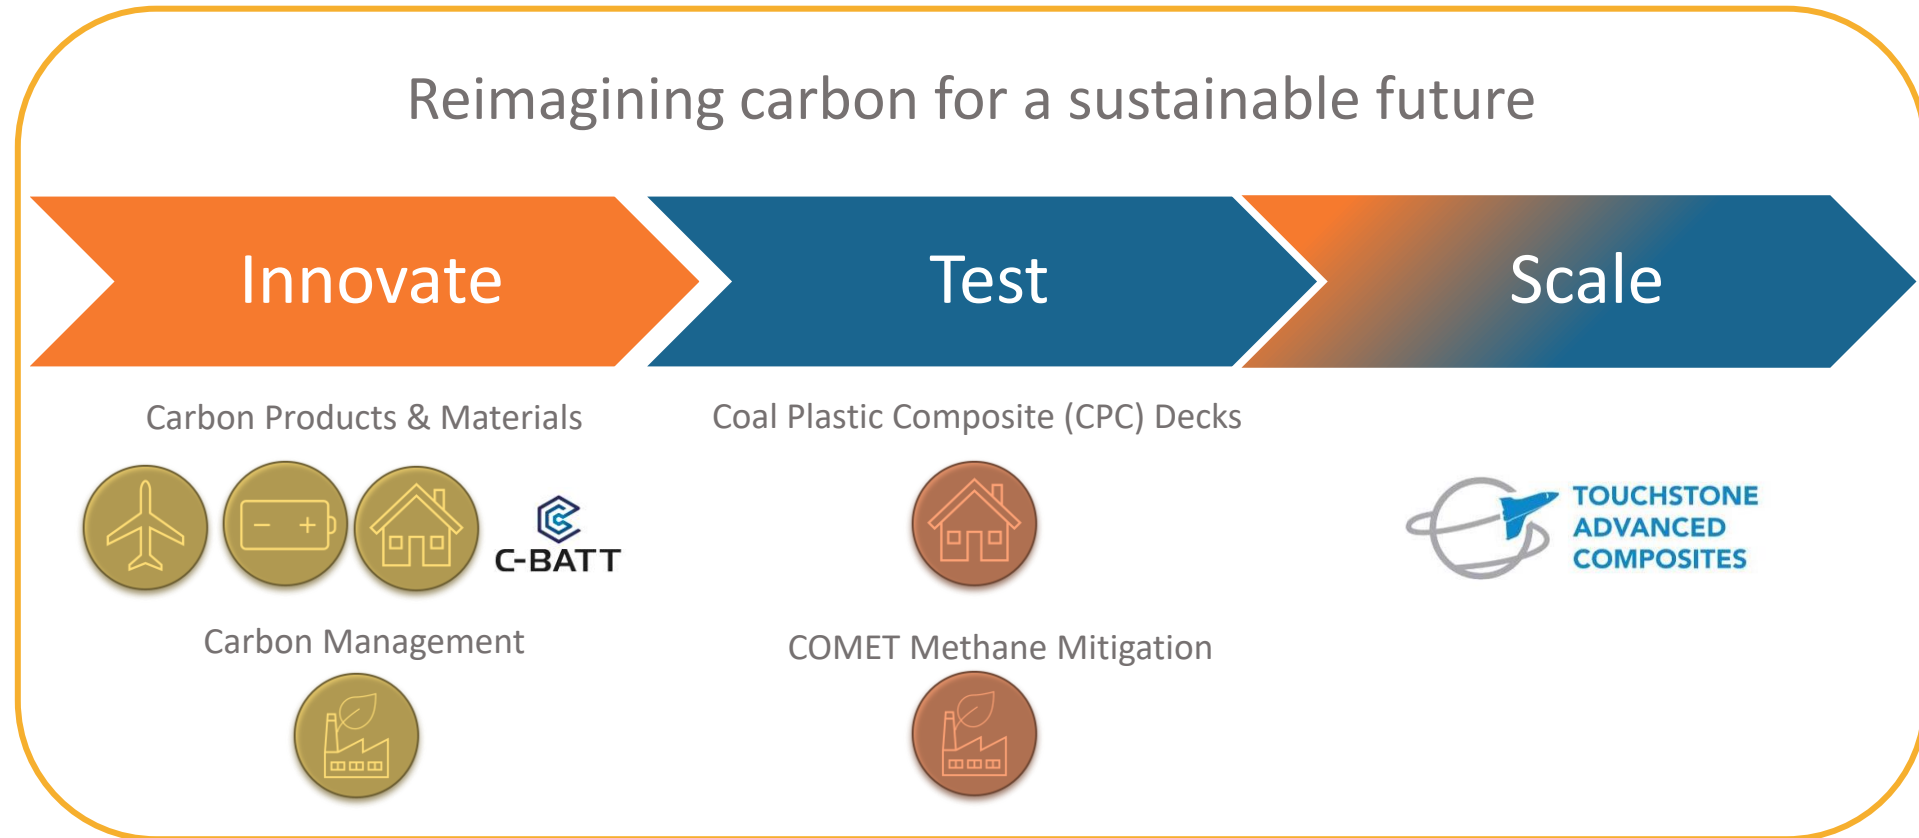 Reimagining carbon for a sustainable future
Innovate
Test
Scale
Carbon Products & Materials
Coal Plastic Composite (CPC) Decks
C-BATT
TOUCHSTONE
ADVANCED
COMPOSITES
Carbon Management
COMET Methane Mitigation